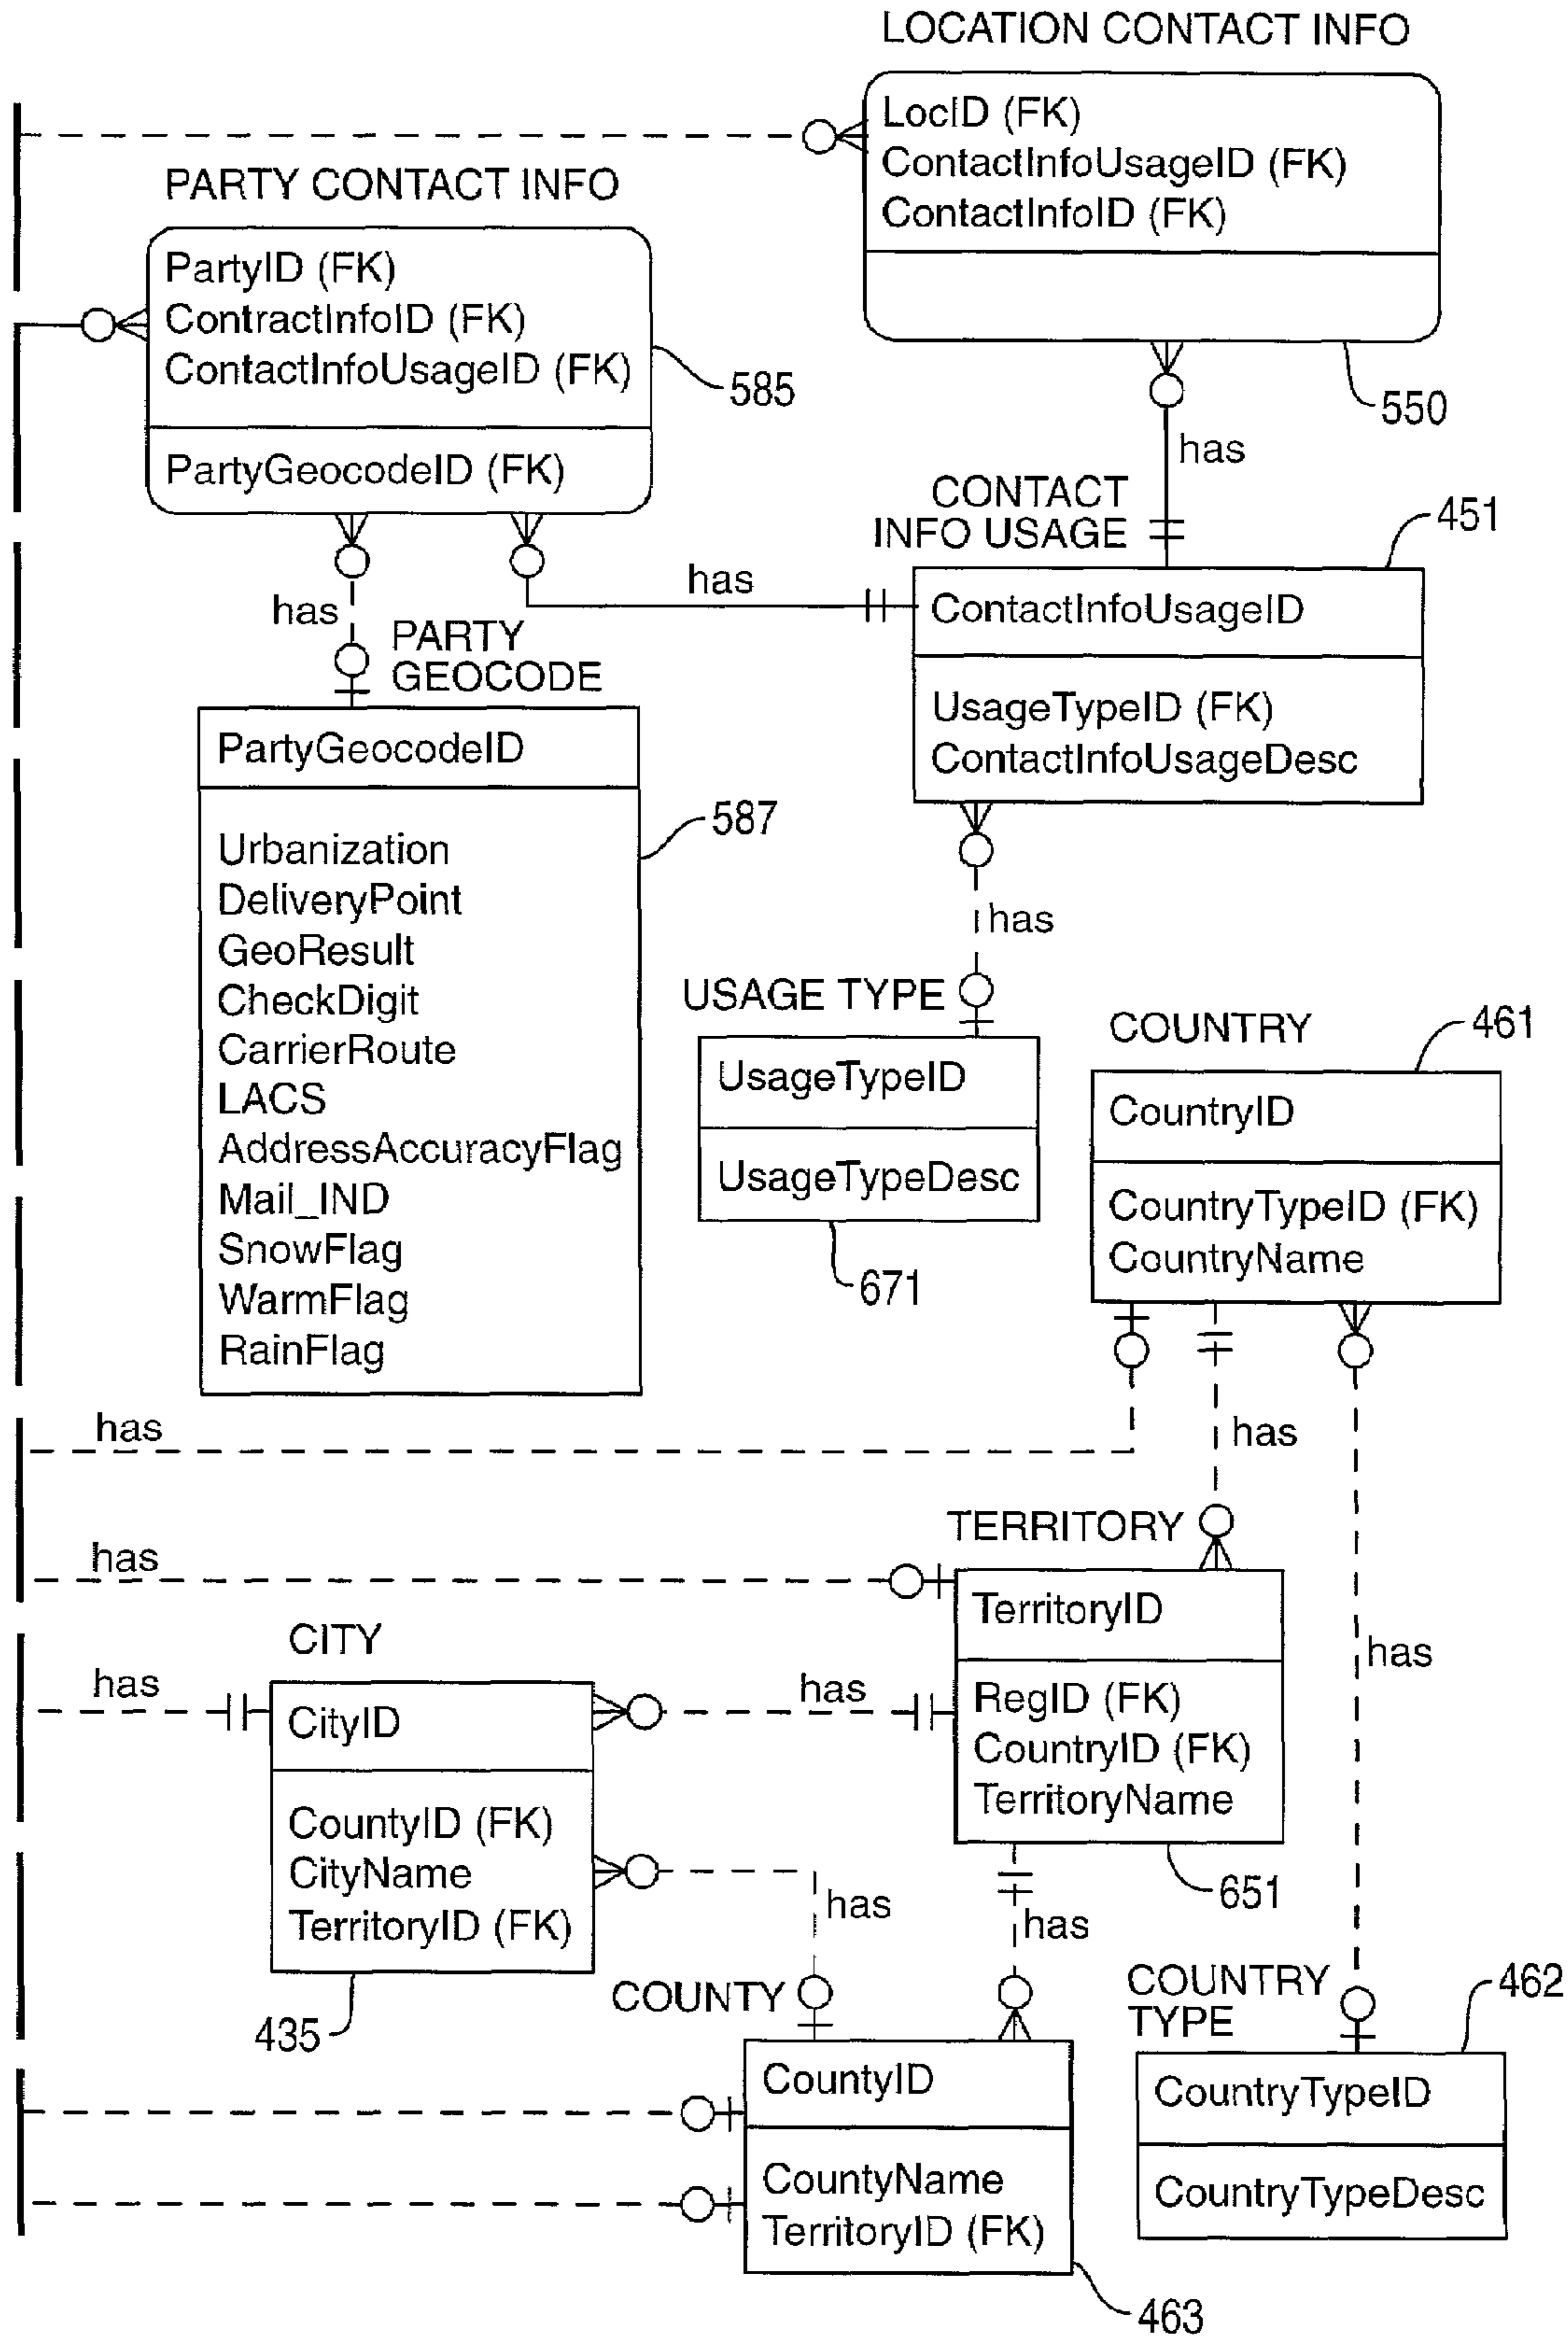 LOCATION CONTACT INFO
LocID (FK)
ContactInfoUsageID (FK)
ContactInfoID (FK)
550
PARTY CONTACT INFO
PartyID (FK)
ContractInfoID (FK)
ContactInfoUsageID (FK)
PartyGeocodeID (FK)
585
has
CONTACT
INFO USAGE
451
ContactInfoUsageID
UsageTypeID (FK)
ContactInfoUsageDesc
has
has
PARTY
GEOCODE
PartyGeocodeID
Urbanization
DeliveryPoint
GeoResult
CheckDigit
CarrierRoute
LACS
AddressAccuracyFlag
Mail_IND
SnowFlag
WarmFlag
RainFlag
587
has
USAGE TYPE
UsageTypeID
UsageTypeDesc
671
COUNTRY
461
CountryID
CountryTypeID (FK)
CountryName
has
has
has
TERRITORY
TerritoryID
RegID (FK)
CountryID (FK)
TerritoryName
651
has
CITY
has
CityID
CountyID (FK)
CityName
TerritoryID (FK)
435
has
has
has
has
COUNTY
CountyID
CountyName
TerritoryID (FK)
463
COUNTRY
TYPE
462
CountryTypeID
CountryTypeDesc